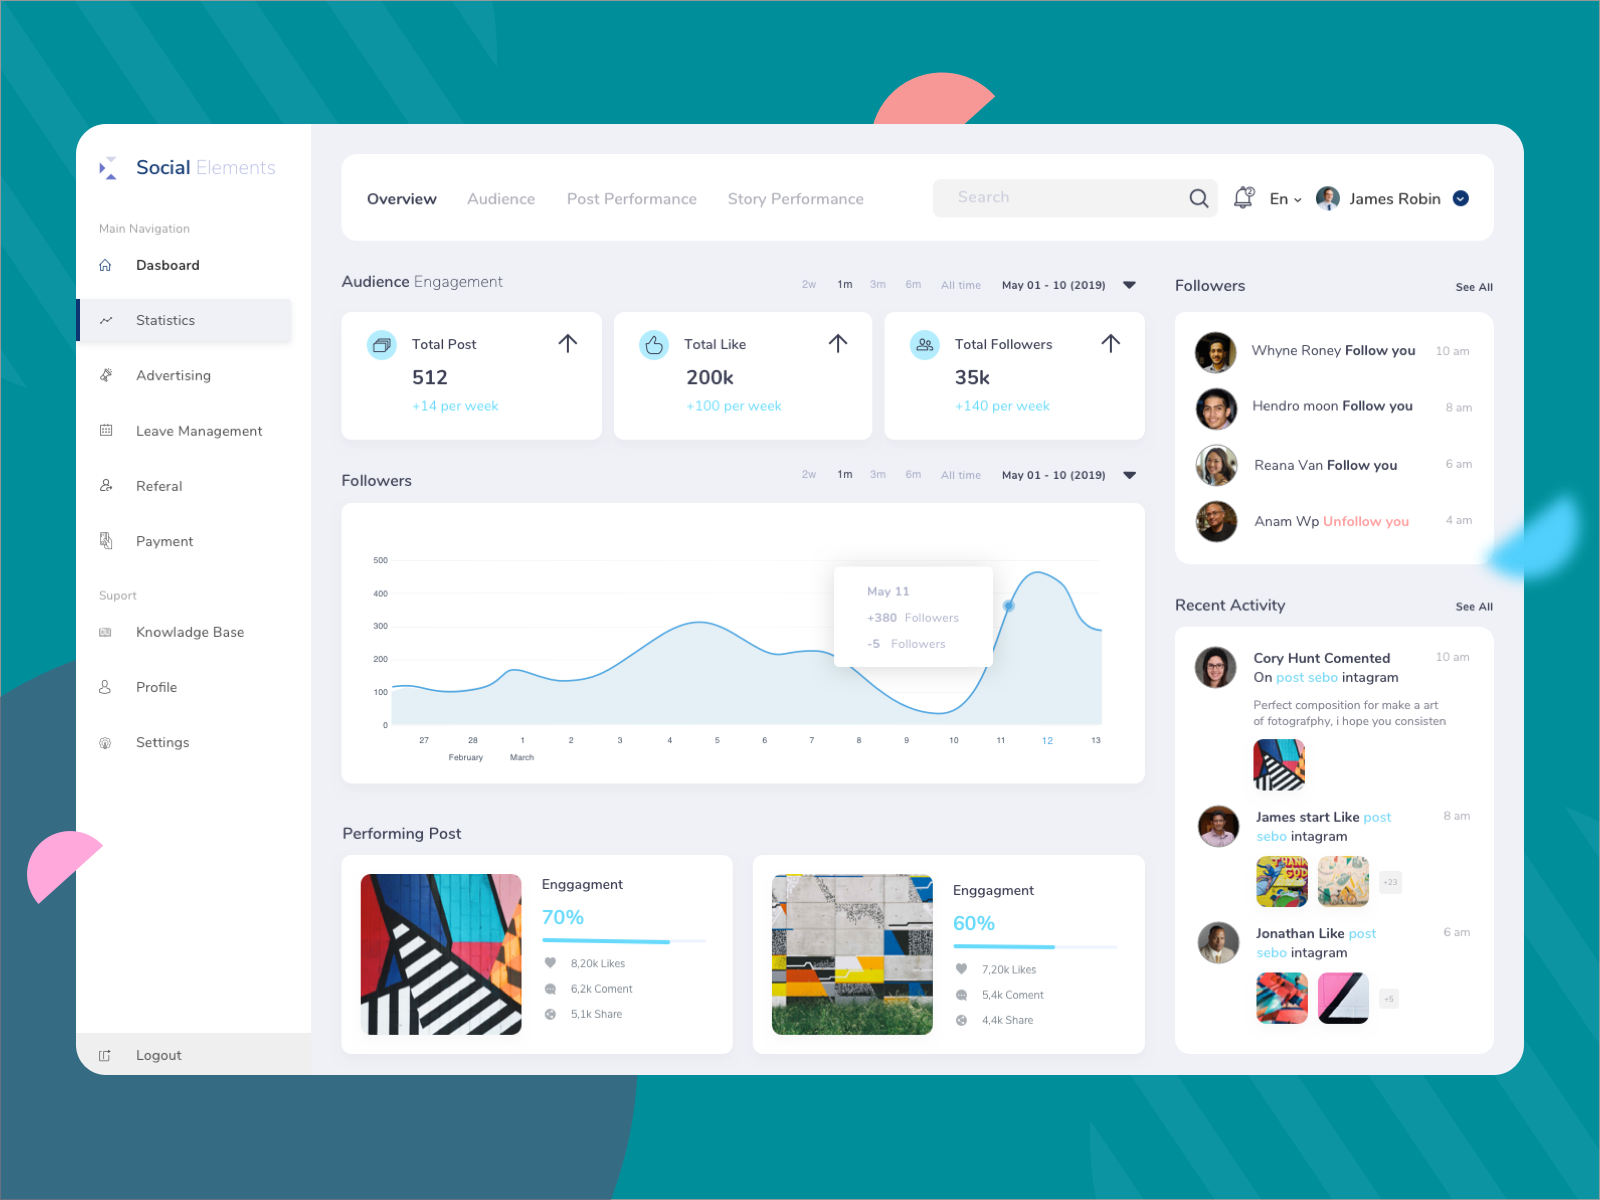 Social Elements
Main Navigation
Dasboard
Statistics
Advertising
Leave Management
Referal
Payment
Suport
Knowladge Base
Profile
Settings
Logout
Overview
Audience
Post Performance
Story Performance
Search
2
En
James Robin
Audience Engagement
2w 1m 3m 6m All time May 01 - 10 (2019)
Total Post
512
+14 per week
Total Like
200k
+100 per week
Total Followers
35k
+140 per week
Followers
2w 1m 3m 6m All time May 01 - 10 (2019)
500
400
300
200
100
0
May 11
+380 Followers
-5 Followers
27 28 1 2 3 4 5 6 7 8 9 10 11 12 13
February March
Performing Post
Enggagment
70%
8,20k Likes
6,2k Coment
5,1k Share
Enggagment
60%
7,20k Likes
5,4k Coment
4,4k Share
Followers
See All
Whyne Roney Follow you 10 am
Hendro moon Follow you 8 am
Reana Van Follow you 6 am
Anam Wp Unfollow you 4 am
Recent Activity
See All
Cory Hunt Comented 10 am
On post sebo intagram
Perfect composition for make a art
of fotografphy, i hope you consisten
James start Like post 8 am
sebo intagram
THANK
GOD
+23
Jonathan Like post 6 am
sebo intagram
+5